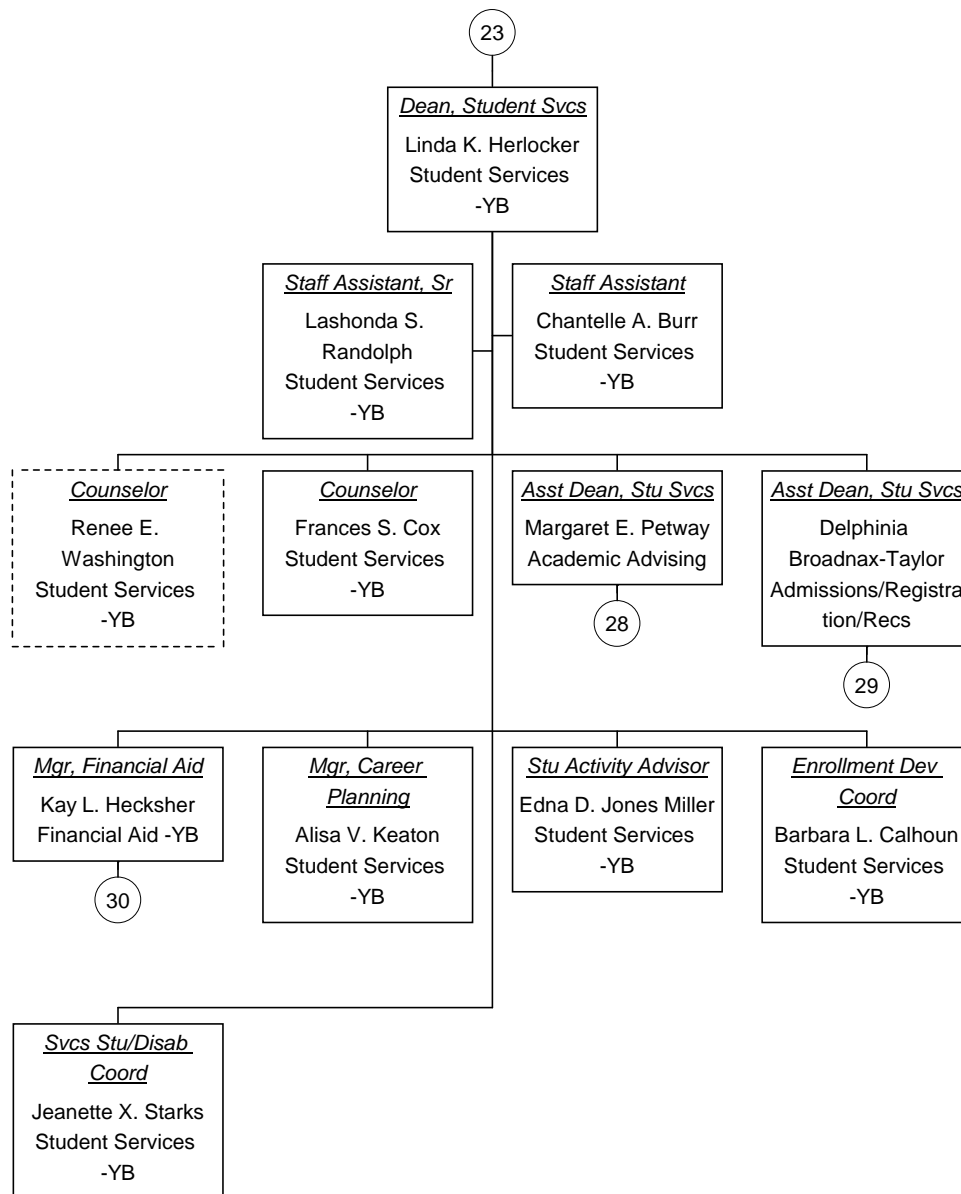 23
Dean, Student Svcs
Linda K. Herlocker
Student Services
-YB
Staff Assistant, Sr
Lashonda S.
Randolph
Student Services
-YB
Staff Assistant
Chantelle A. Burr
Student Services
-YB
Counselor
Renee E.
Washington
Student Services
-YB
Counselor
Frances S. Cox
Student Services
-YB
Asst Dean, Stu Svcs
Margaret E. Petway
Academic Advising
28
Asst Dean, Stu Svcs
Delphinia
Broadnax-Taylor
Admissions/Registra
tion/Recs
29
Mgr, Financial Aid
Kay L. Hecksher
Financial Aid -YB
30
Mgr, Career
Planning
Alisa V. Keaton
Student Services
-YB
Stu Activity Advisor
Edna D. Jones Miller
Student Services
-YB
Enrollment Dev
Coord
Barbara L. Calhoun
Student Services
-YB
Svcs Stu/Disab
Coord
Jeanette X. Starks
Student Services
-YB